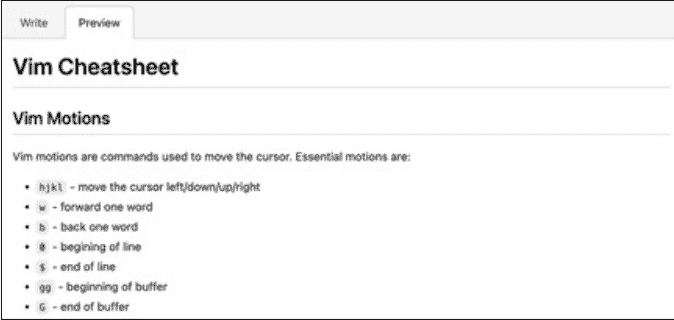 Write Preview
Vim Cheatsheet
Vim Motions
Vim motions are commands used to move the cursor. Essential motions are:
• hjkl - move the cursor left/down/up/right
• w - forward one word
• b - back one word
• 0 - begining of line
• $ - end of line
• gg - beginning of buffer
• G - end of buffer